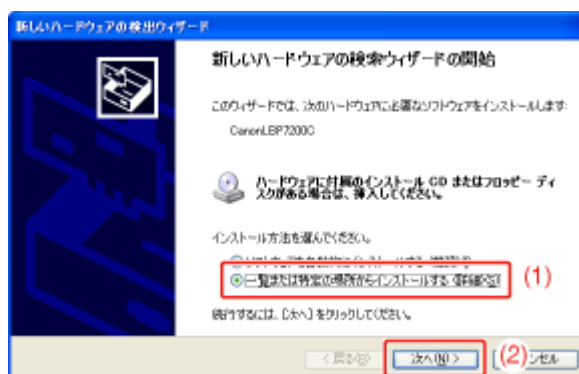 新しいハードウェアの検出ウィザード
新しいハードウェアの検索ウィザードの開始
このウィザードでは、次のハードウェアに必要なソフトウェアをインストールします:
CanonLBP7200C
ハードウェアに付属のインストール CD またはフロッピー ディ
スクがある場合は、挿入してください。
インストール方法を選んでください。
一覧または特定の場所からインストールする (詳細)(S)
(1)
続行するには、[次へ] をクリックしてください。
< 戻る(B)
次へ(N) >
(2)
ンセル